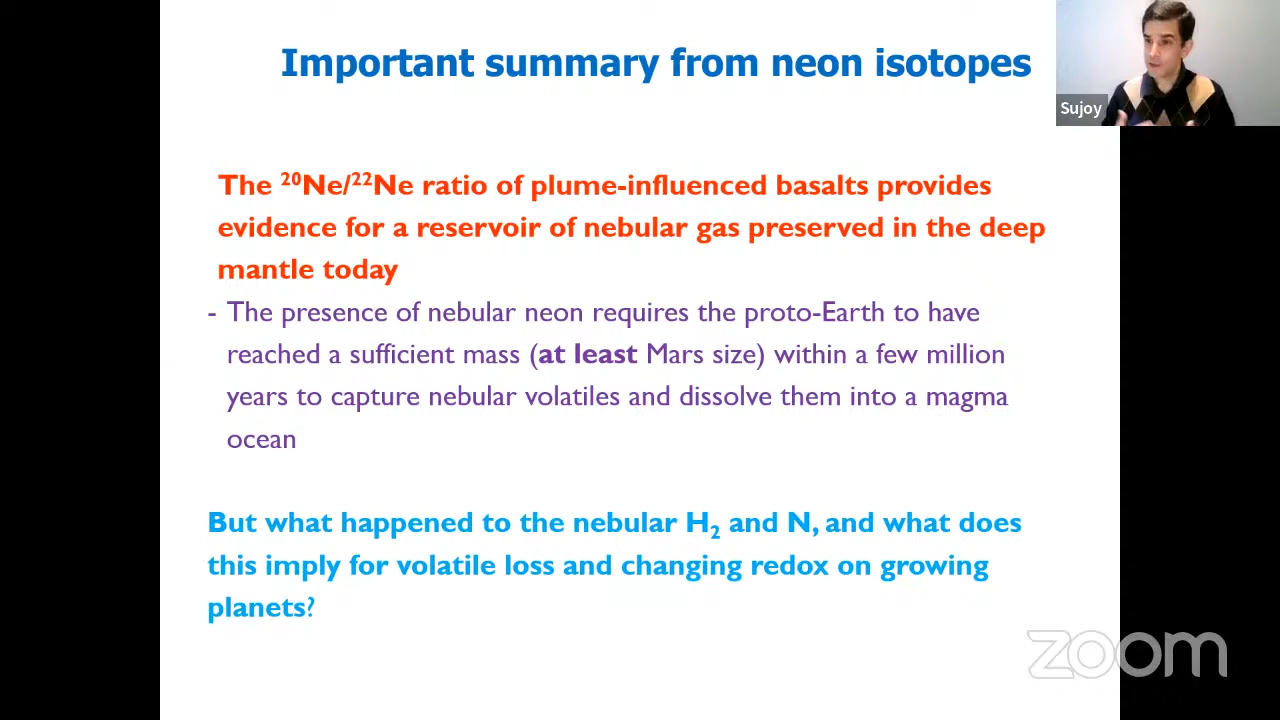 Important summary from neon isotopes
Sujoy
The ²⁰Ne/²²Ne ratio of plume-influenced basalts provides
evidence for a reservoir of nebular gas preserved in the deep
mantle today
- The presence of nebular neon requires the proto-Earth to have
reached a sufficient mass (at least Mars size) within a few million
years to capture nebular volatiles and dissolve them into a magma
ocean
But what happened to the nebular H₂ and N, and what does
this imply for volatile loss and changing redox on growing
planets?
zoom